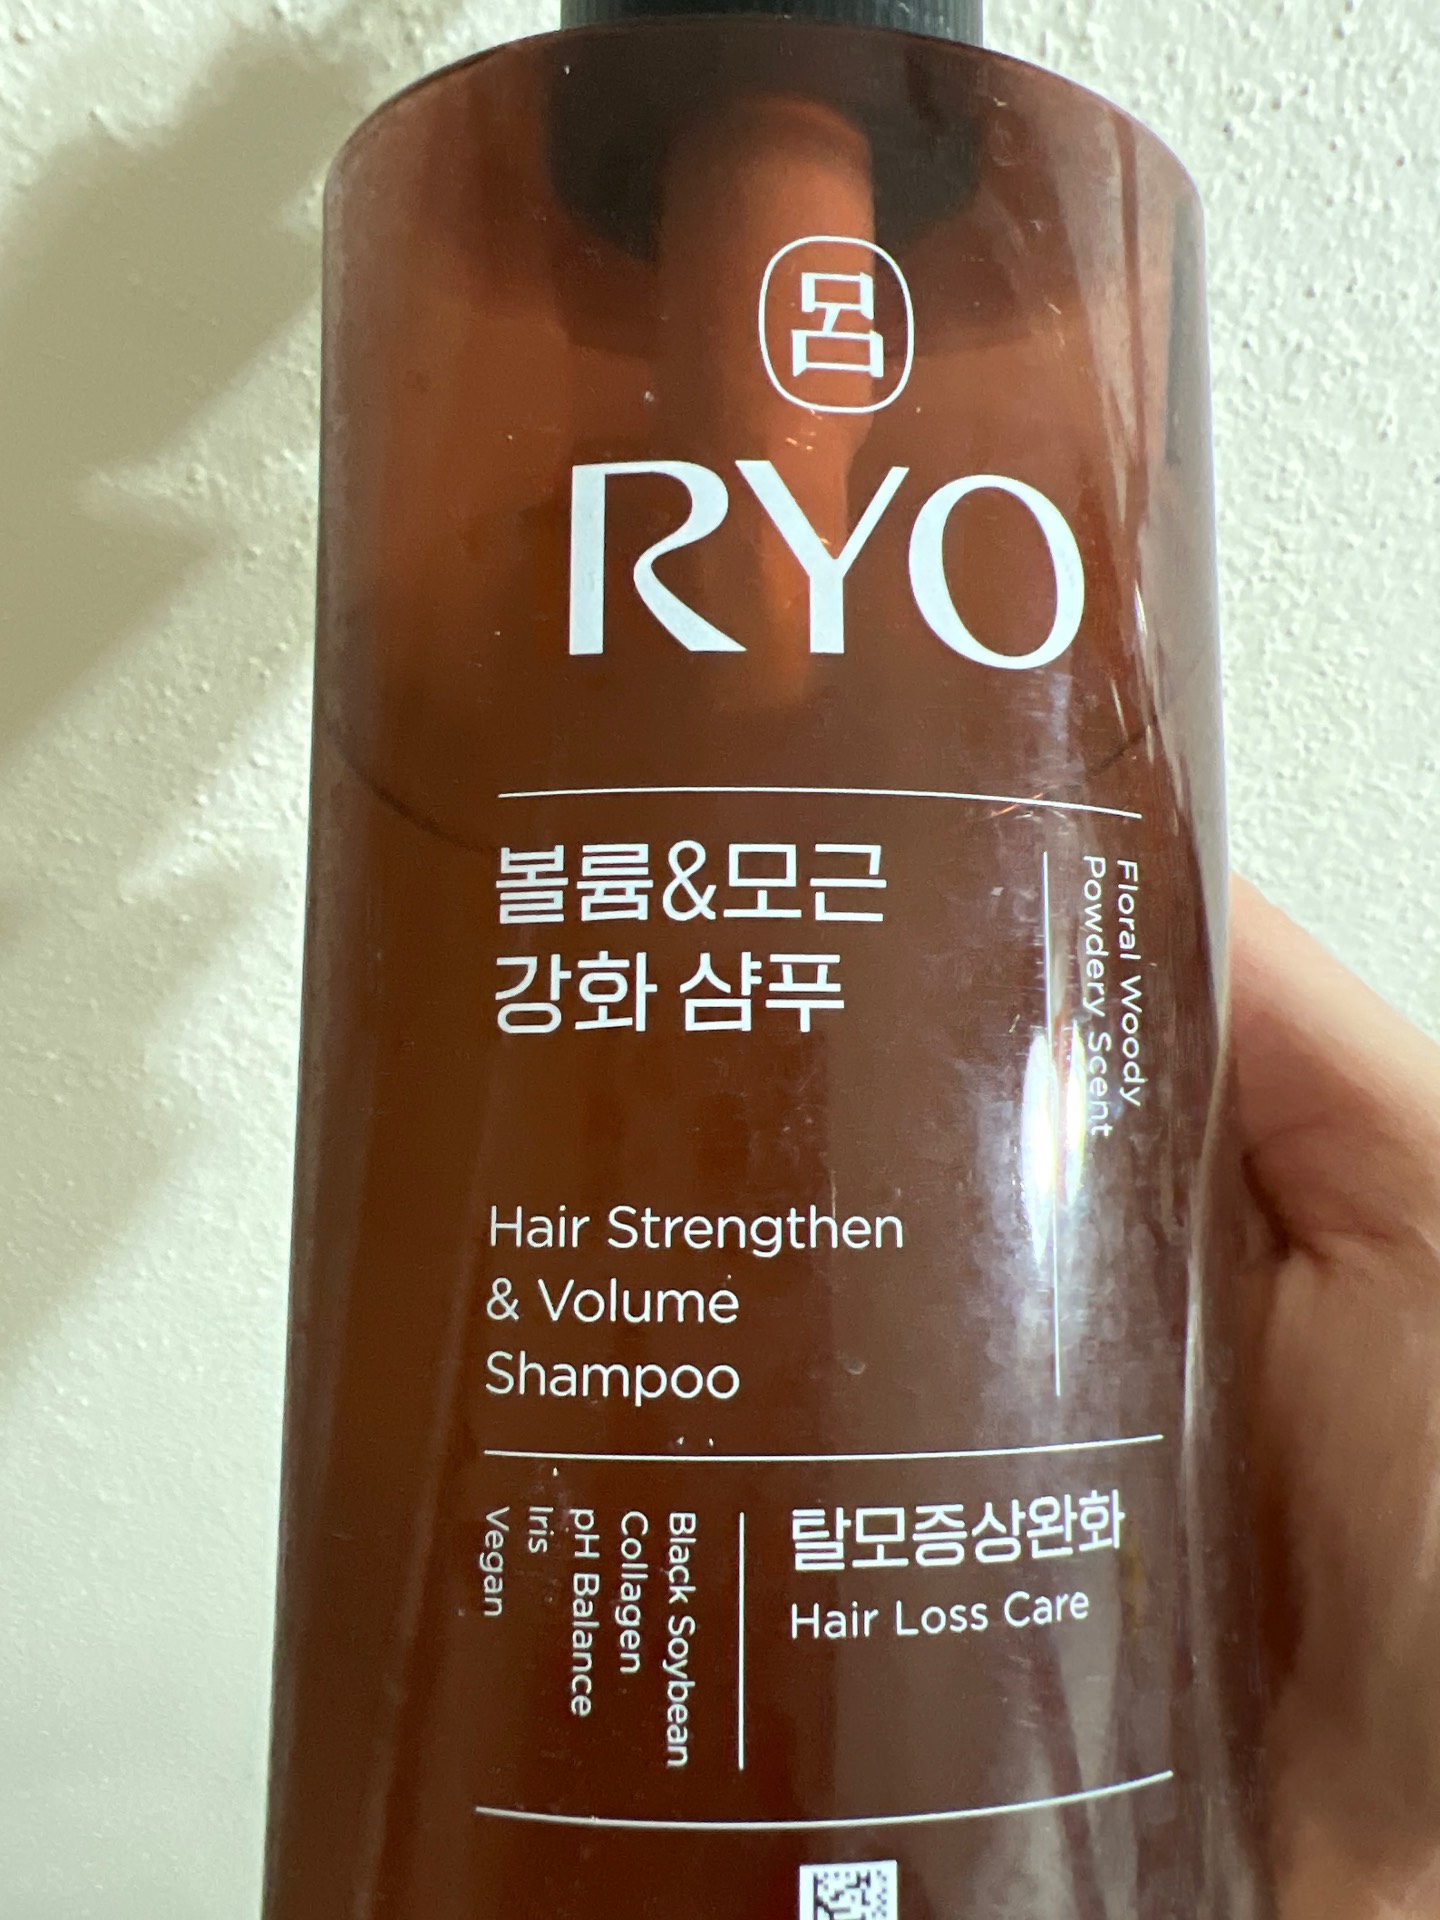 呂
RYO
볼륨&모근
강화 샴푸
Floral Woody
Powdery Scent
Hair Strengthen
& Volume
Shampoo
탈모증상완화
Hair Loss Care
Black Soybean
Collagen
pH Balance
Iris
Vegan